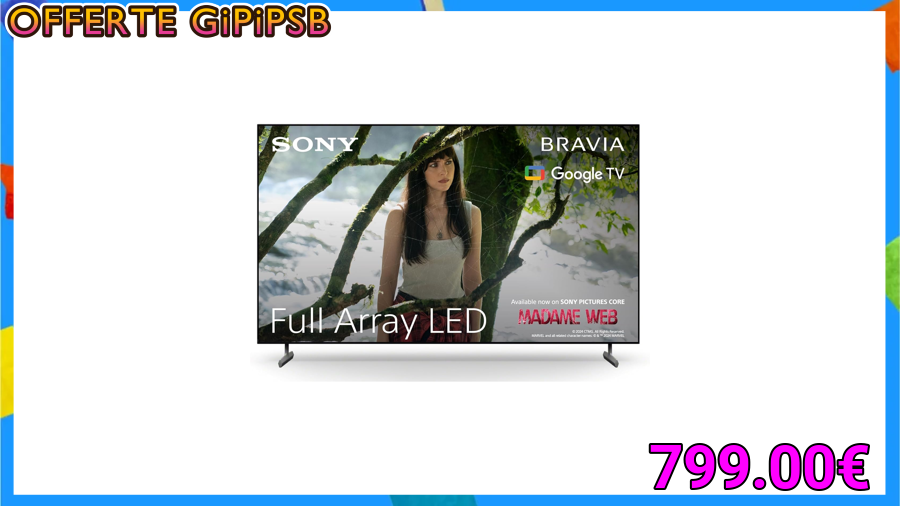 OFFERTE GiPiPSB
SONY
BRAVIA
Google TV
Available now on SONY PICTURES CORE
Full Array LED
MADAME WEB
799.00€